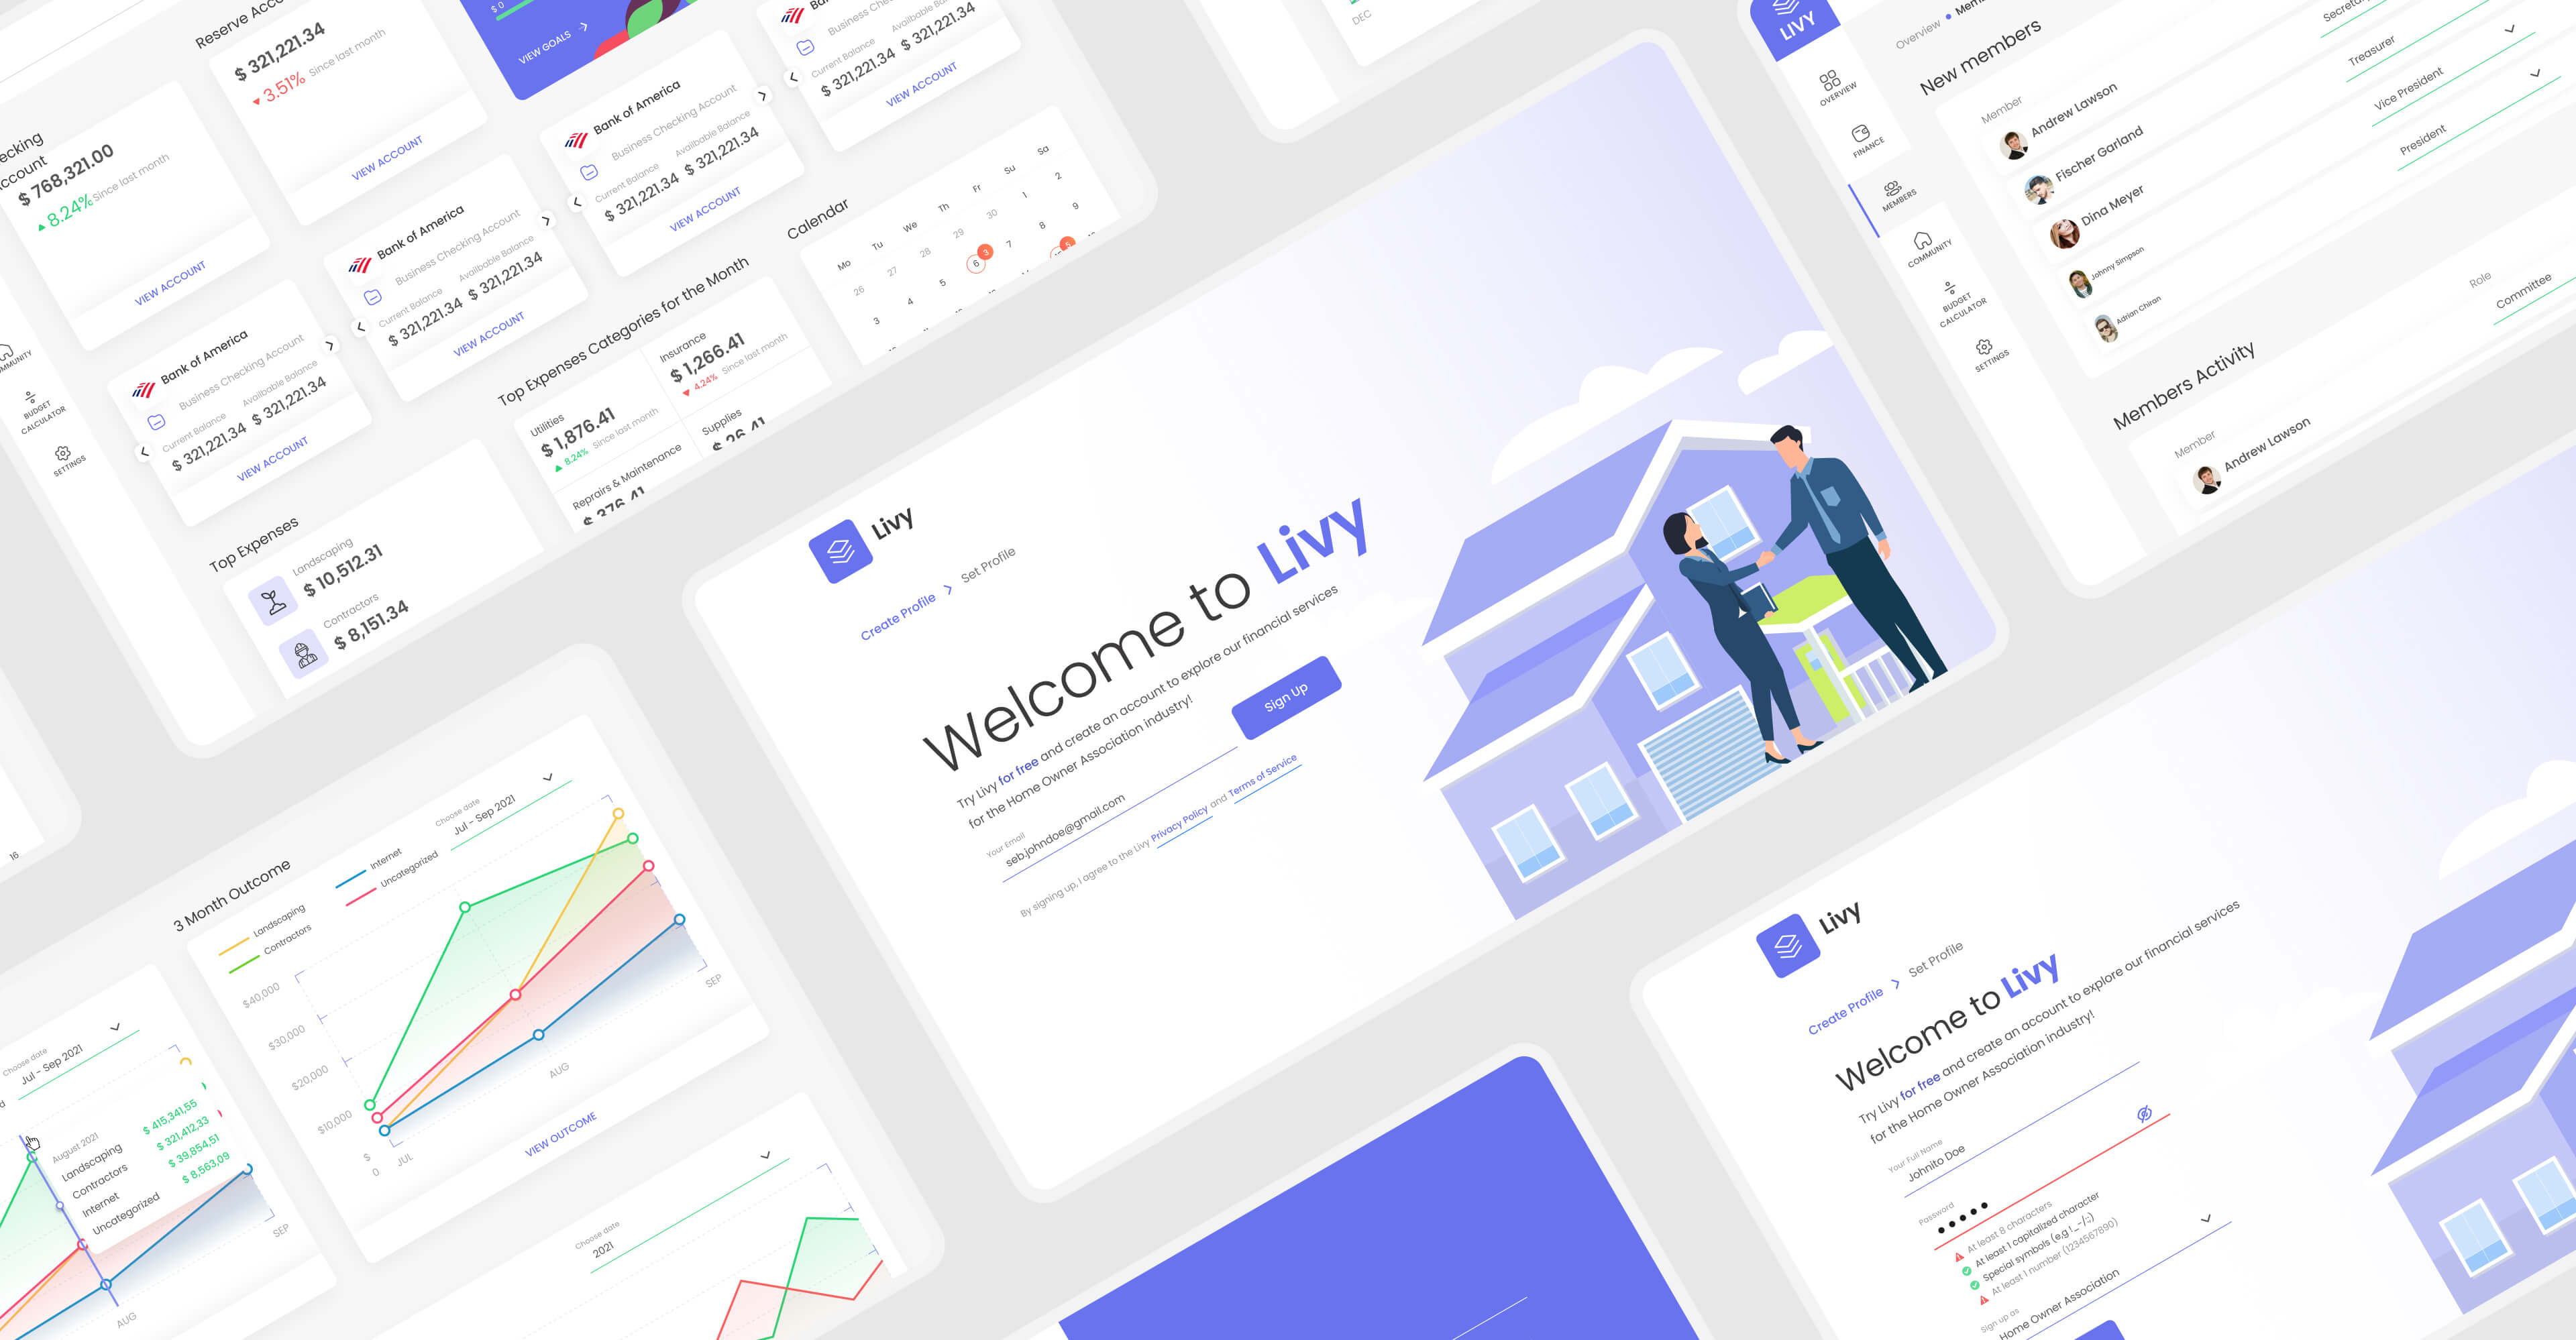 Reserve Acco
$ 321,221.34
3.51% Since last month
VIEW ACCOUNT
ecking
ccount
$ 768,321.00
8.24% Since last month
VIEW ACCOUNT
$ 0
VIEW GOALS
Bank of America
Business Checking Account
Current Balance
Availbable Balance
$ 321,221.34
$ 321,221.34
VIEW ACCOUNT
Bank of America
Business Checking Account
Current Balance
Availbable Balance
$ 321,221.34
$ 321,221.34
VIEW ACCOUNT
Bank of America
Business Checking Account
Current Balance
Availbable Balance
$ 321,221.34
$ 321,221.34
VIEW ACCOUNT
Business Chec
Current Balance
Availbable Ba
$ 321,221.34
$ 321,221.34
VIEW ACCOUNT
MMUNITY
BUDGET
CALCULATOR
SETTINGS
Top Expenses
Landscaping
$ 10,512.31
Contractors
$ 8,151.34
Top Expenses Categories for the Month
Utilities
$ 1,876.41
8.24% Since last month
Insurance
$ 1,266.41
4.24% Since last month
Reprairs & Maintenance
$ 376.41
Supplies
$ 26.41
Calendar
Mo Tu We Th Fr Su Sa
26 27 28 29 30 1 2
3 4 5 6 3 7 8 9
5
DEC
LIVY
OVERVIEW
FINANCE
MEMBERS
COMMUNITY
BUDGET
CALCULATOR
SETTINGS
Overview
New members
Member
Andrew Lawson
Fischer Garland
Dina Meyer
Johnny Simpson
Adrian Chiran
Treasurer
Vice President
President
Members Activity
Member
Role
Andrew Lawson
Committee
Livy
Create Profile > Set Profile
Welcome to Livy
Try Livy for free and create an account to explore our financial services
for the Home Owner Association industry!
Your Email
seb.johndoe@gmail.com
Sign Up
By signing up, I agree to the Livy Privacy Policy and Terms of Service
3 Month Outcome
Landscaping
Contractors
Internet
Uncategorized
Choose date
Jul - Sep 2021
$40,000
$30,000
$20,000
$10,000
$
0
JUL
AUG
SEP
VIEW OUTCOME
16
Choose date
Jul - Sep 2021
August 2021
Landscaping $ 415,341,55
Contractors $ 321,412,33
Internet $ 39,854,51
Uncategorized $ 8,563,09
AUG
SEP
Choose date
2021
Livy
Create Profile > Set Profile
Welcome to Livy
Try Livy for free and create an account to explore our financial services
for the Home Owner Association industry!
Your Full Name
Johnito Doe
Password
At least 8 characters
At least 1 capitalized character
Special symbols (e.g !_-/;)
At least 1 number (1234567890)
Sign up as
Home Owner Association